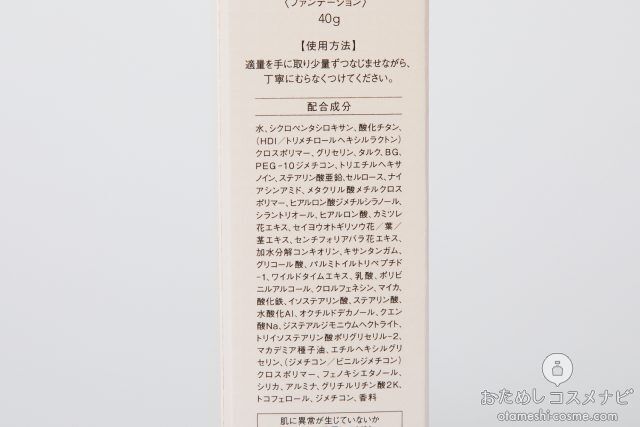 〈ファンデーション〉
40g
【使用方法】
適量を手に取り少量ずつなじませながら、
丁寧にむらなくつけてください。
配合成分
水、シクロペンタシロキサン、酸化チタン、
(HDI／トリメチロールヘキシルラクトン)
クロスポリマー、グリセリン、タルク、BG、
PEG-10ジメチコン、トリエチルヘキサ
ノイン、ステアリン酸亜鉛、セルロース、ナイ
アシンアミド、メタクリル酸メチルクロス
ポリマー、ヒアルロン酸ジメチルシラノール、
シラントリオール、ヒアルロン酸、カミツレ
花エキス、セイヨウオトギリソウ花／葉／
茎エキス、センチフォリアバラ花エキス、
加水分解コンキオリン、キサンタンガム、
グリコール酸、パルミトイルトリペプチド
-1、ワイルドタイムエキス、乳酸、ポリビ
ニルアルコール、クロルフェネシン、マイカ、
酸化鉄、イソステアリン酸、ステアリン酸、
水酸化Al、オクチルドデカノール、クエン
酸Na、ジステアルジモニウムヘクトライト、
トリイソステアリン酸ポリグリセリル-2、
マカデミア種子油、エチルヘキシルグリ
セリン、(ジメチコン／ビニルジメチコン)
クロスポリマー、フェノキシエタノール、
シリカ、アルミナ、グリチルリチン酸2K、
トコフェロール、ジメチコン、香料
肌に異常が生じていないか
おためしコスメナビ
otameshi-cosme.com